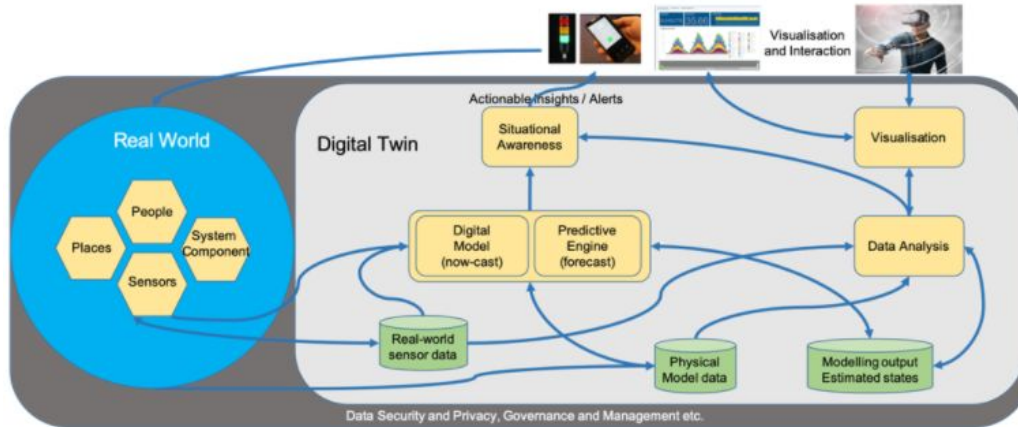 Visualisation
and Interaction
Actionable Insights / Alerts
Real World
Digital Twin
Situational
Awareness
Visualisation
People
Places
System
Component
Sensors
Digital
Model
(now-cast)
Predictive
Engine
(forecast)
Data Analysis
Real-world
sensor data
Physical
Model data
Modelling output
Estimated states
Data Security and Privacy, Governance and Management etc.